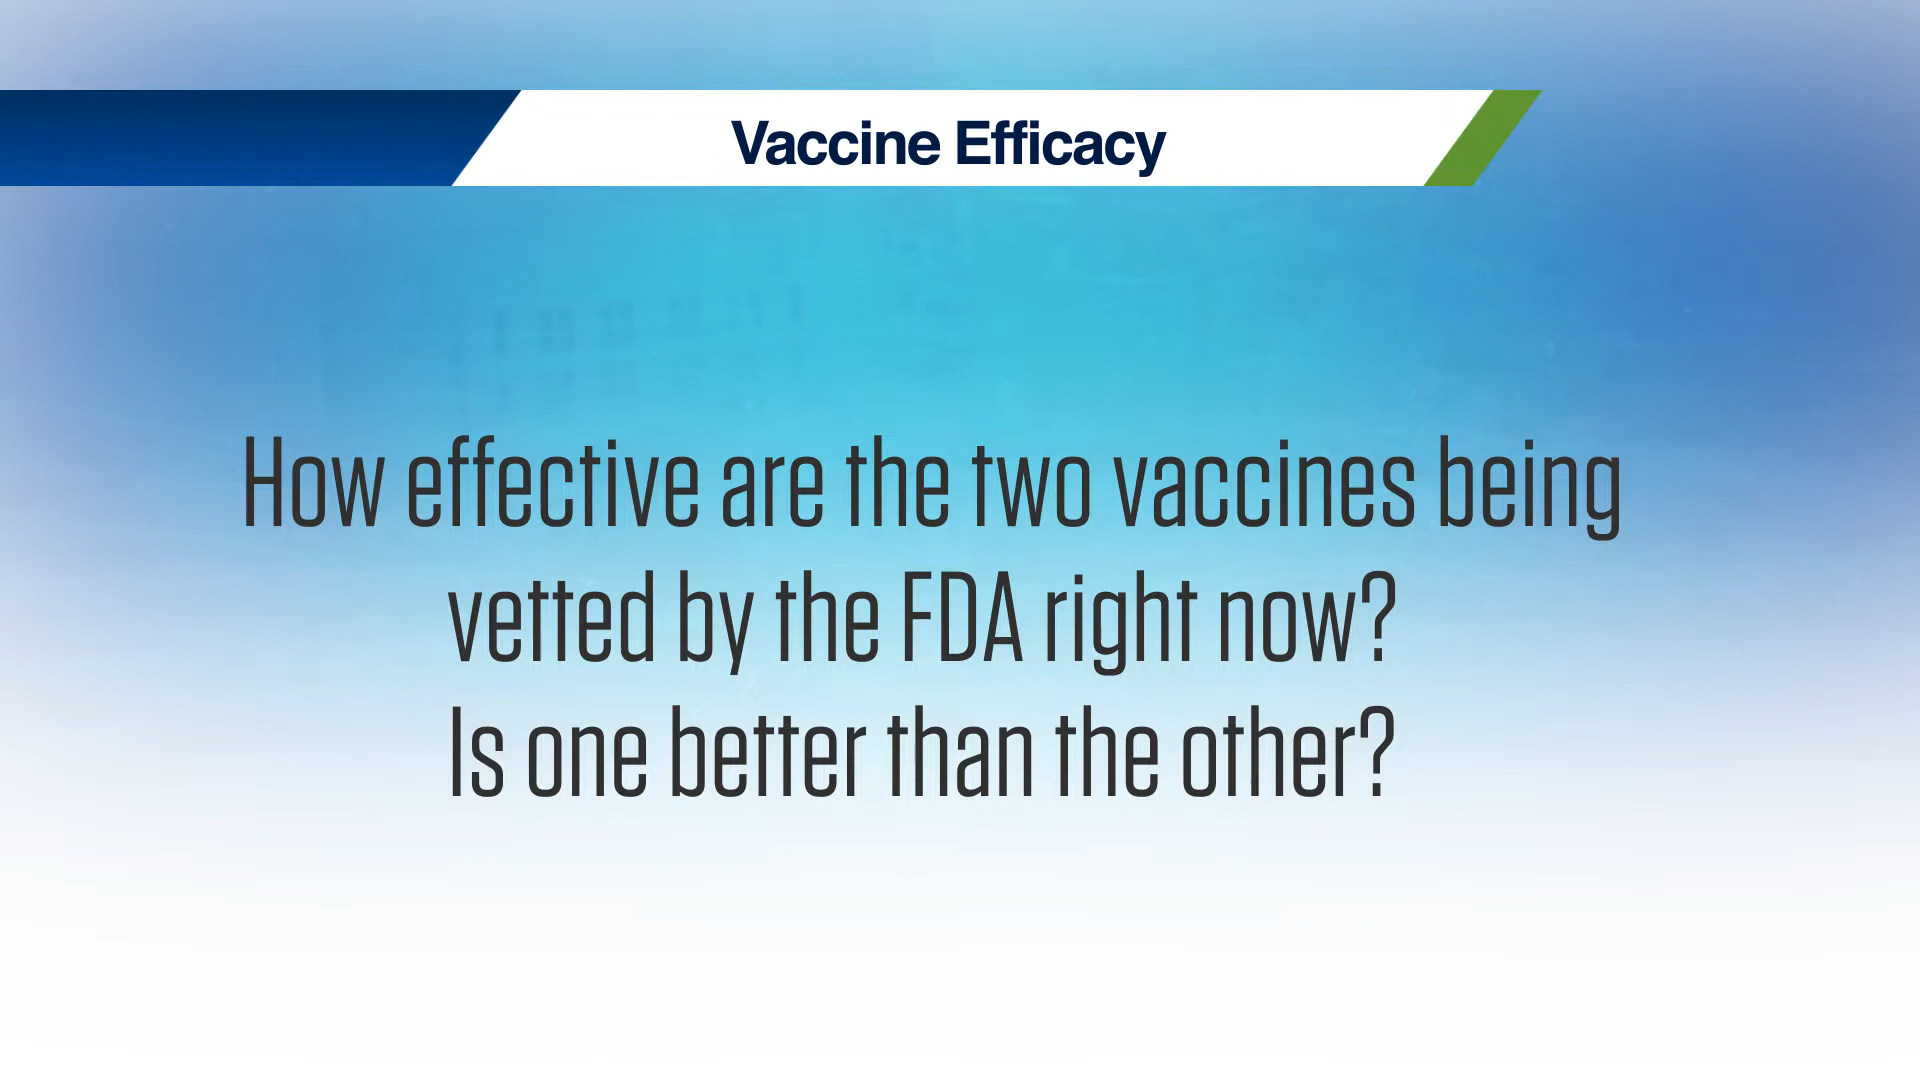 Vaccine Efficacy
How effective are the two vaccines being
vetted by the FDA right now?
Is one better than the other?